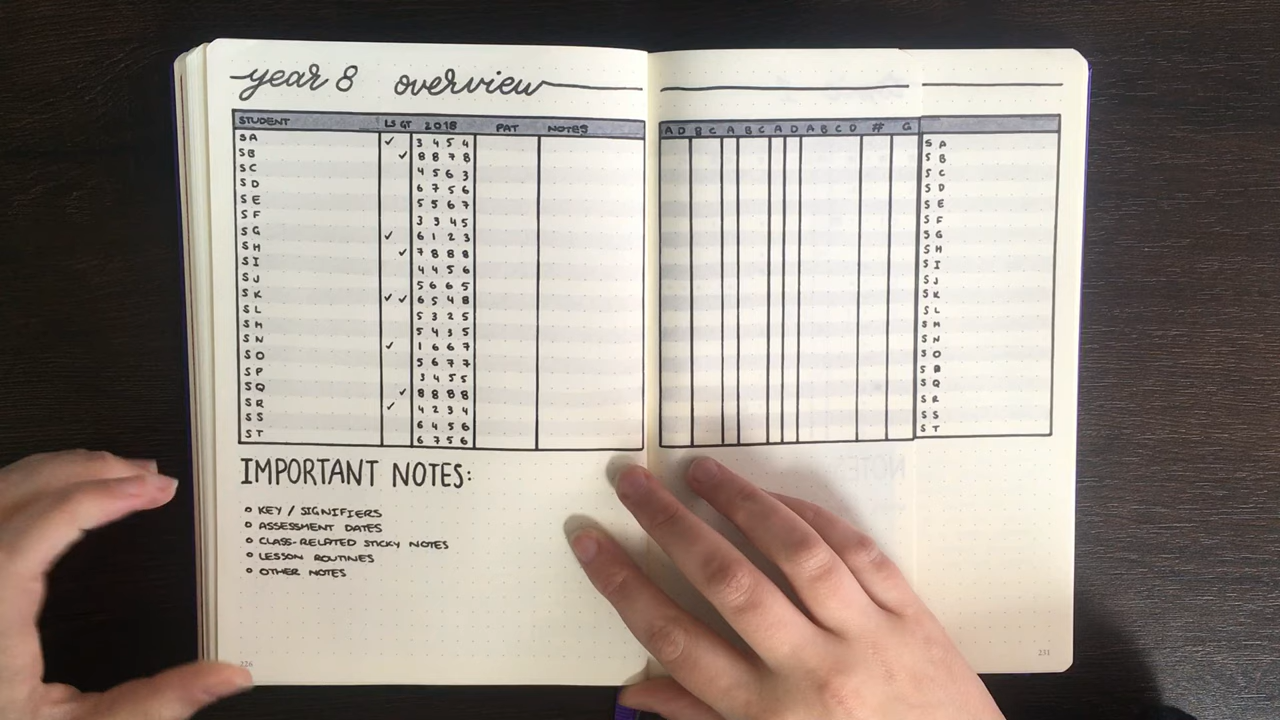 year 8 overview
STUDENT LS GT 2018 PAT NOTES
SA ✓ 3 4 5 4
SB ✓ 8 8 7 8
SC 4 5 6 3
SD 6 7 5 6
SE 5 5 6 7
SF 3 3 4 5
SG ✓ 6 1 2 3
SH ✓ 7 8 8 8
SI 4 4 5 6
SJ 5 6 6 5
SK ✓ ✓ 6 5 4 8
SL 5 3 2 5
SM 5 4 3 5
SN ✓ 1 6 6 7
SO 5 6 7 7
SP 3 4 5 5
SQ ✓ 8 8 8 8
SR ✓ 4 2 3 4
SS 6 4 5 6
ST 6 7 5 6
IMPORTANT NOTES:
KEY / SIGNIFIERS
ASSESSMENT DATES
CLASS-RELATED STICKY NOTES
LESSON ROUTINES
OTHER NOTES
226
A D B C A B C A D A B C D # G
S A
S B
S C
S D
S E
S F
S G
S H
S I
S J
S K
S L
S M
S N
S O
S Q
S R
S S
S T
231